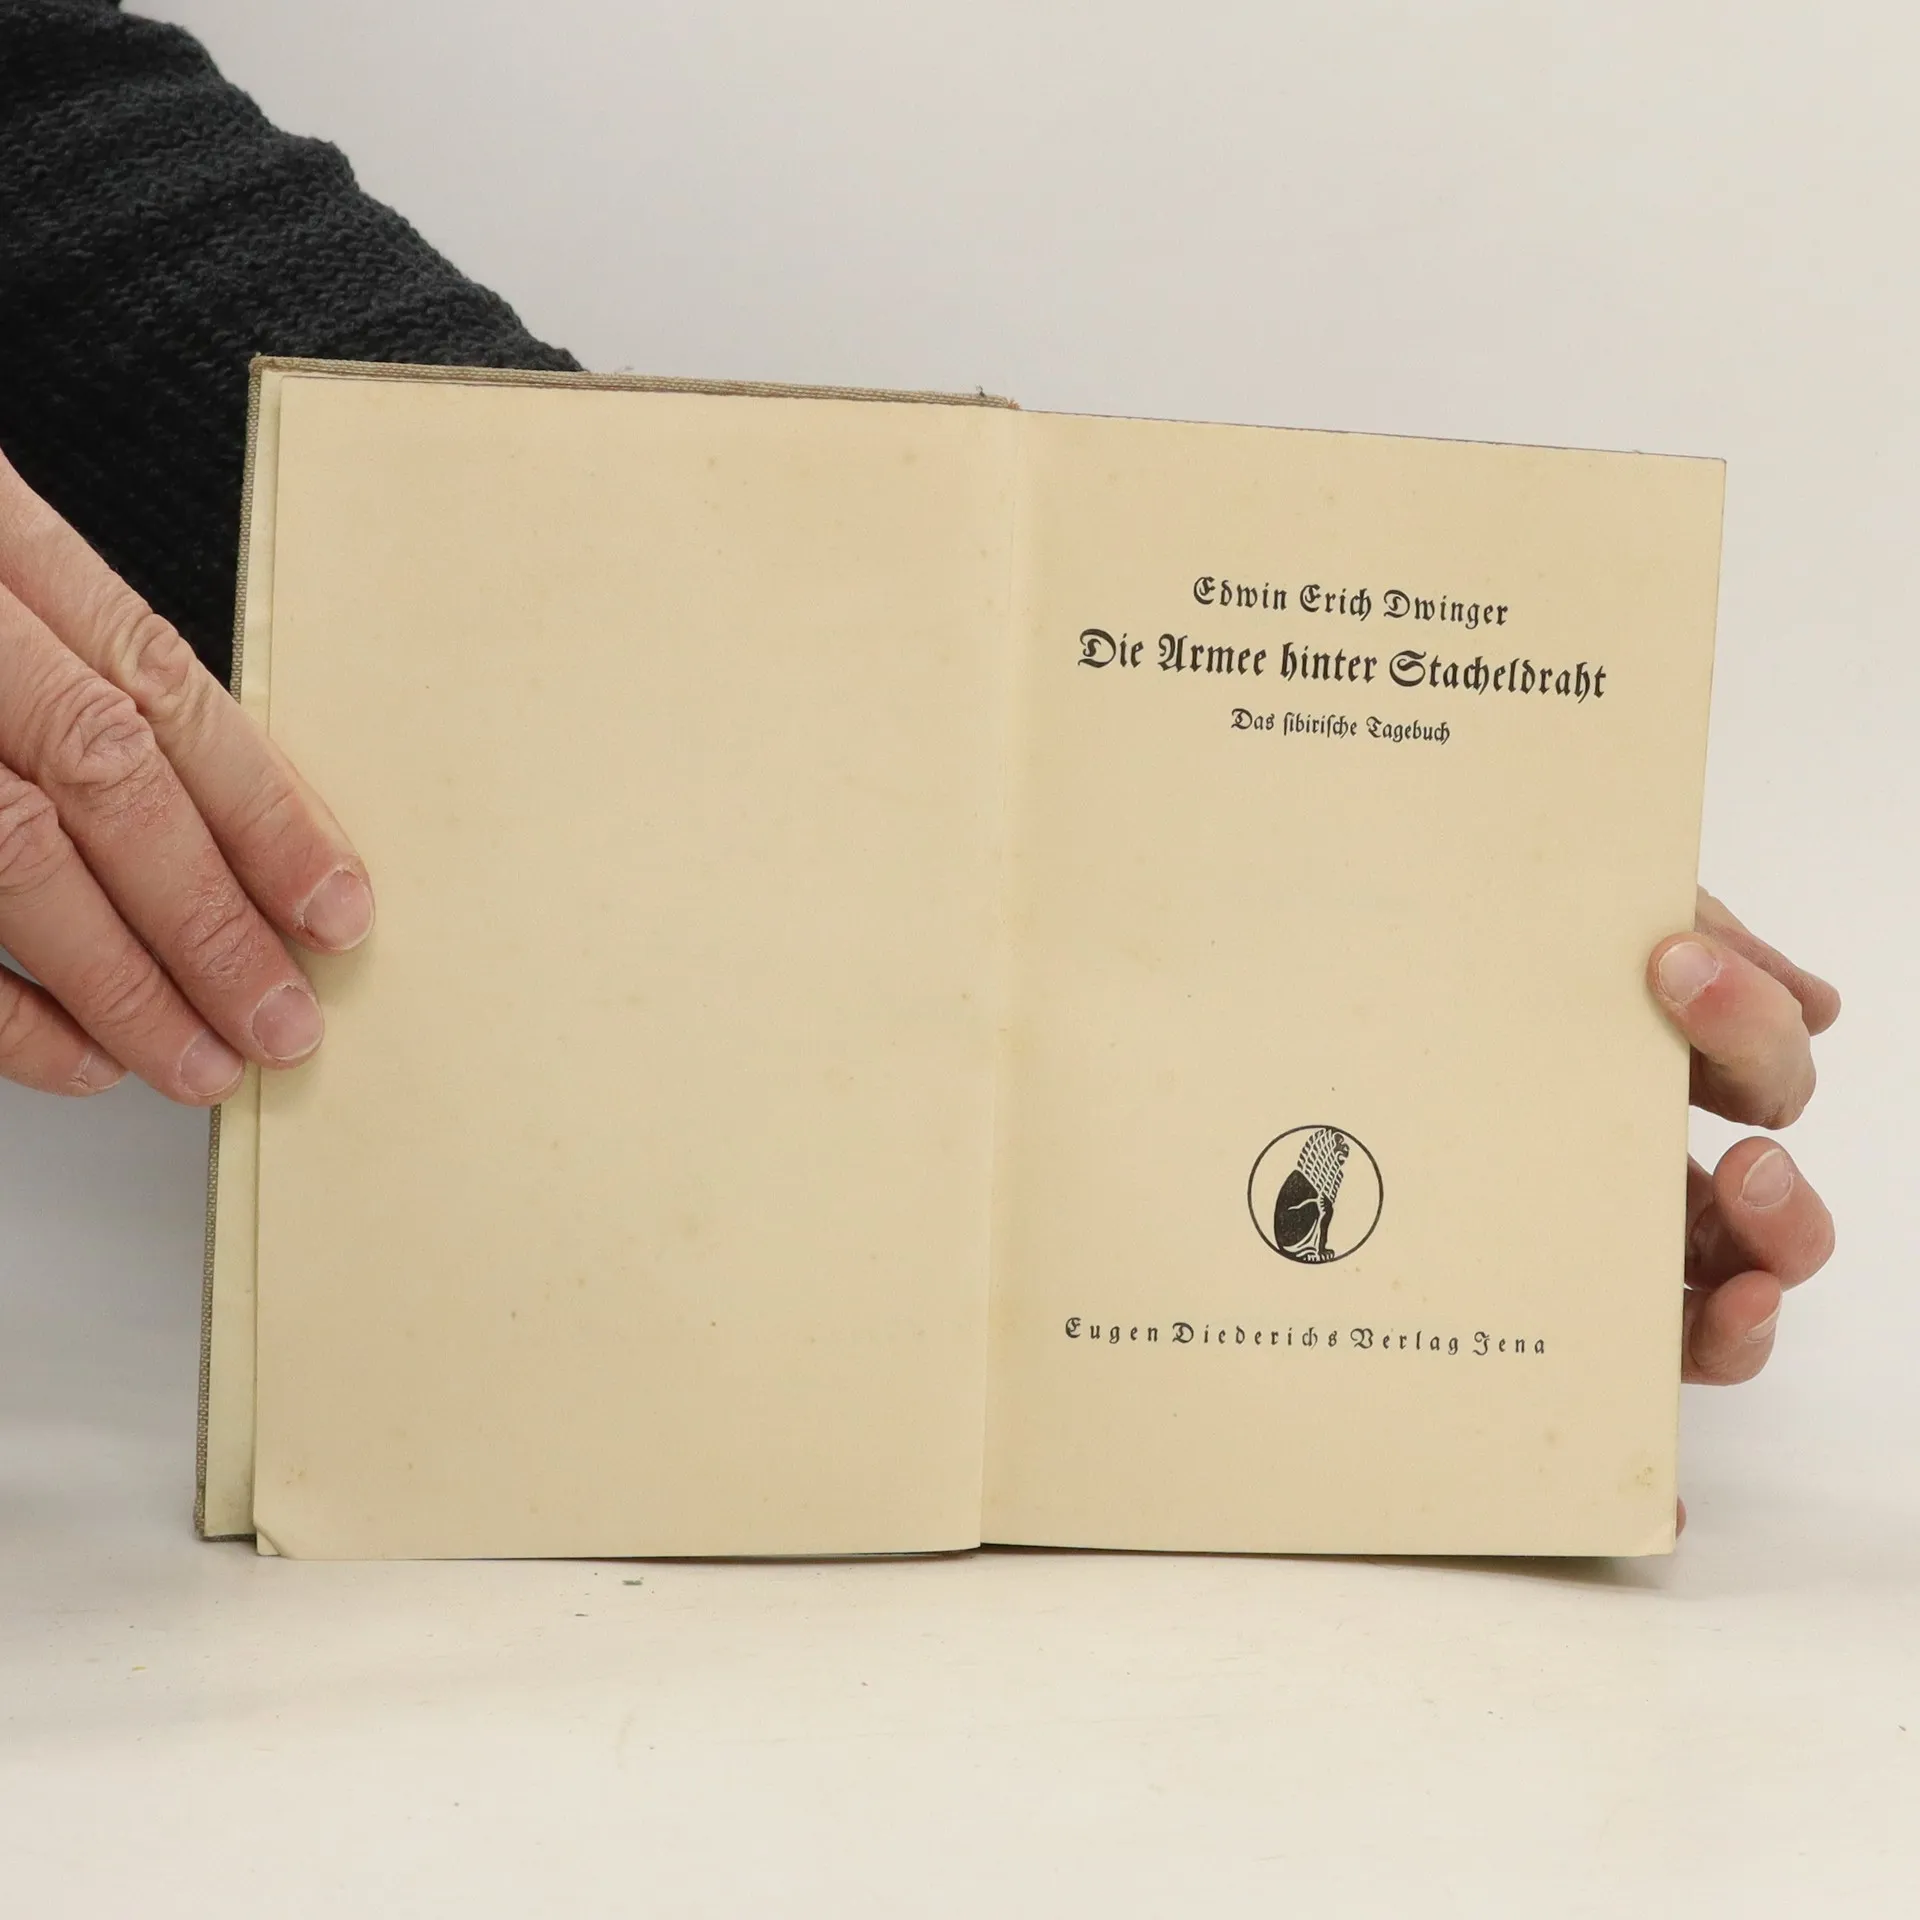 Edwin Erich Dwinger
Die Armee hinter Stacheldraht
Das ſibiriſche Tagebuch
Eugen Diederichs Verlag Jena